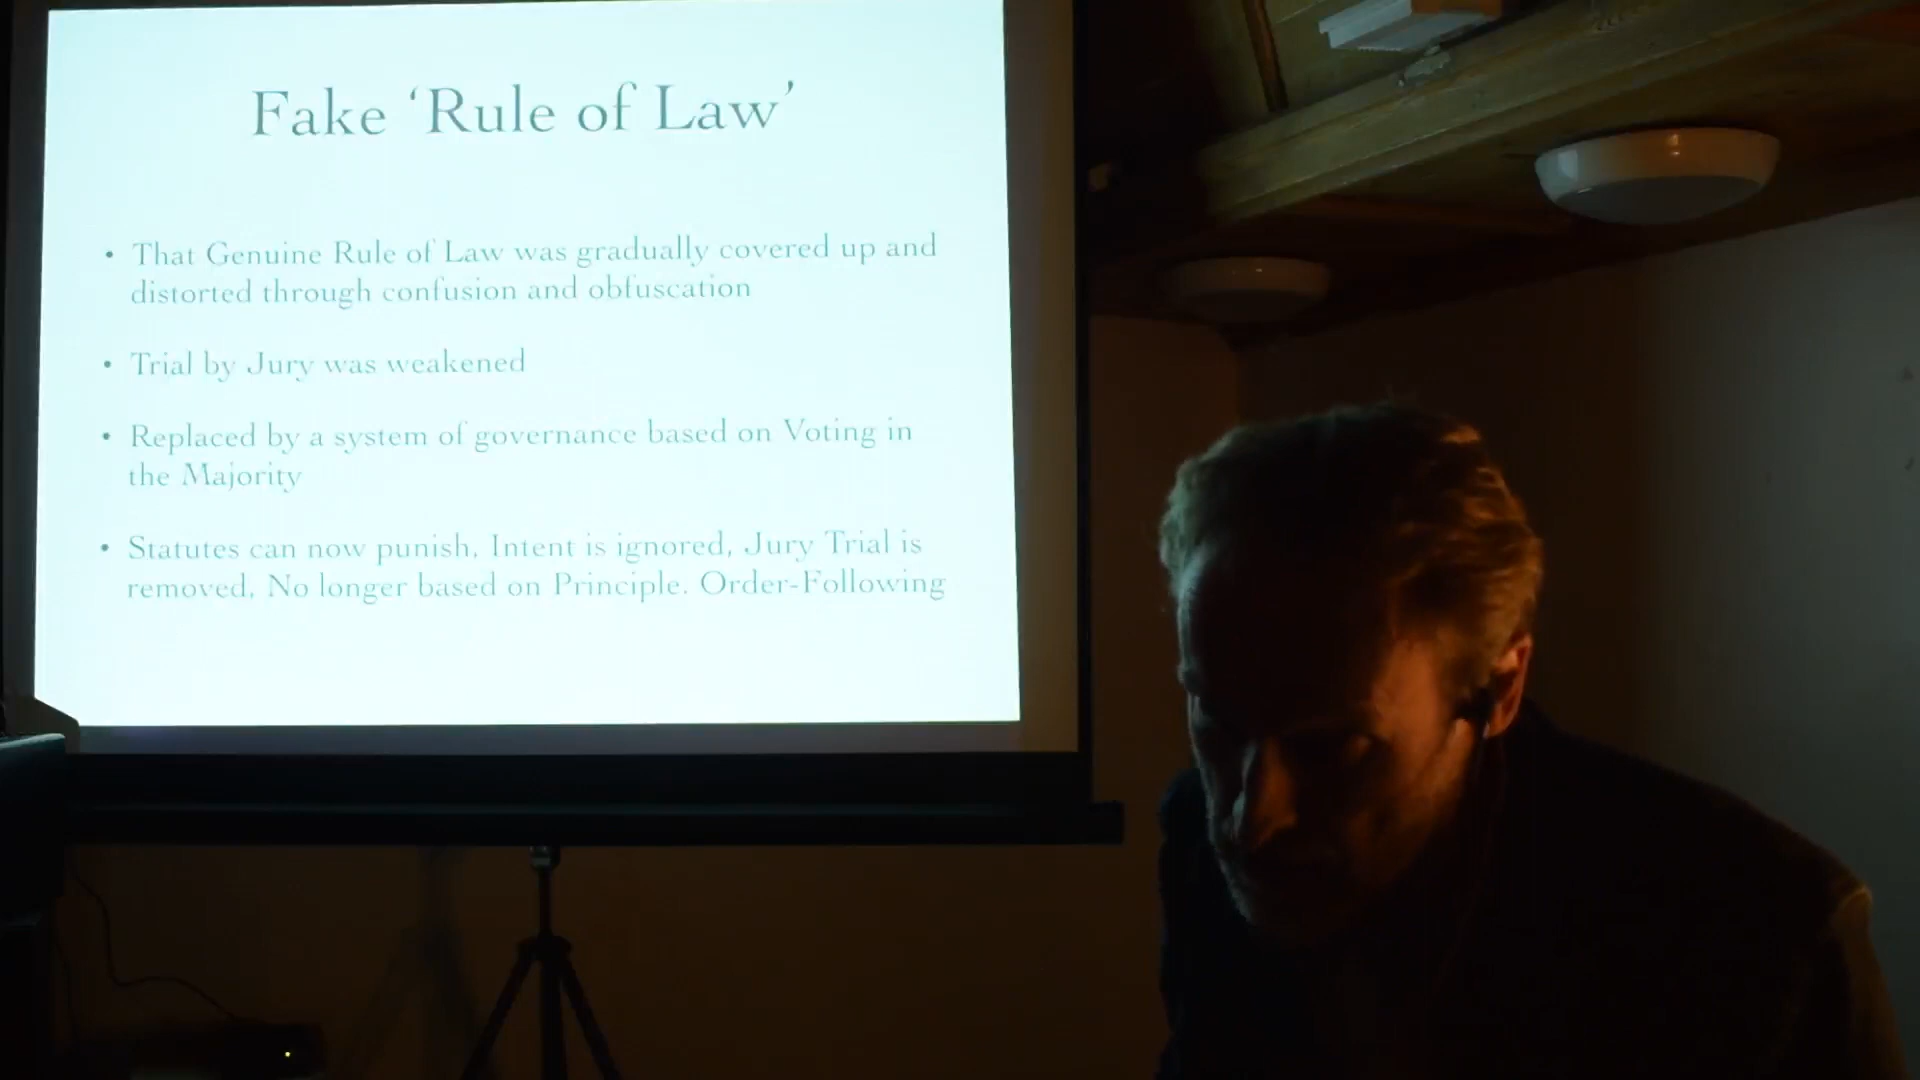 Fake ‘Rule of Law’
• That Genuine Rule of Law was gradually covered up and
distorted through confusion and obfuscation
• Trial by Jury was weakened
• Replaced by a system of governance based on Voting in
the Majority
• Statutes can now punish, Intent is ignored, Jury Trial is
removed, No longer based on Principle. Order-Following